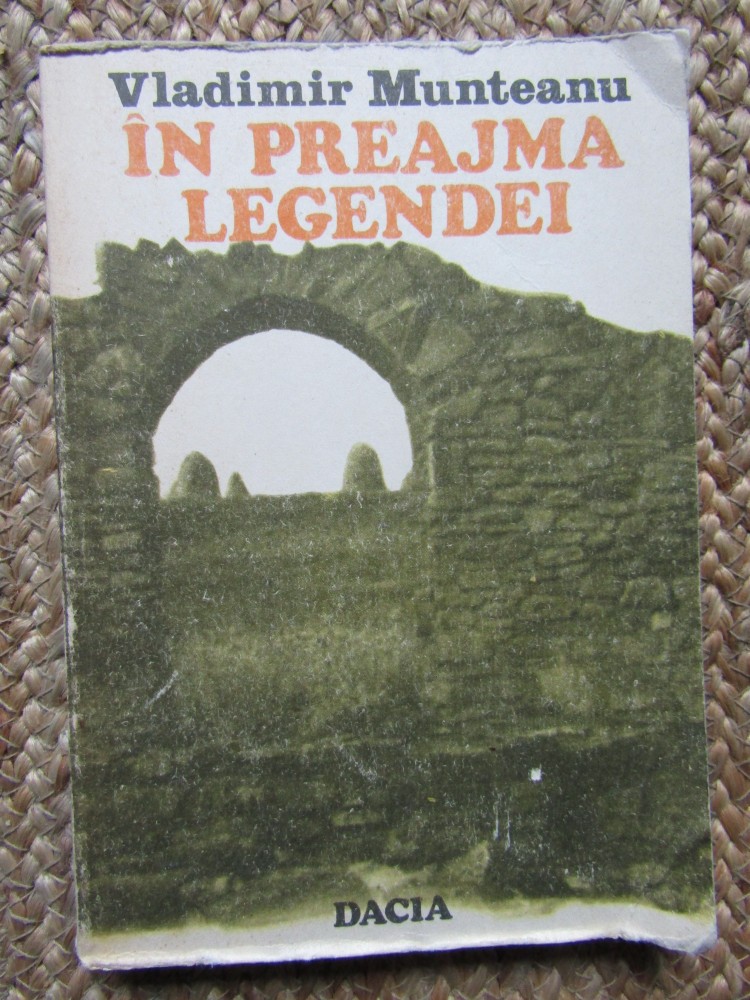 Vladimir Munteanu
ÎN PREAJMA
LEGENDEI
DACIA